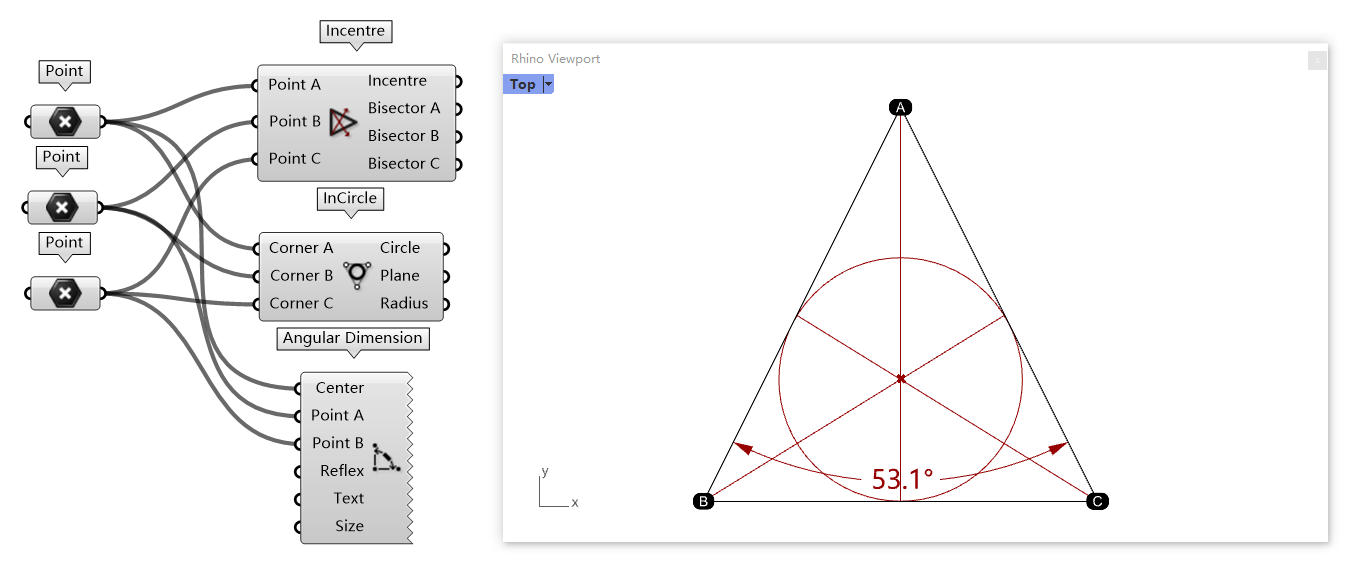 Incentre
Point
Point A
Point B
Point C
Incentre
Bisector A
Bisector B
Bisector C
Point
InCircle
Corner A
Corner B
Corner C
Circle
Plane
Radius
Point
Angular Dimension
Center
Point A
Point B
Reflex
Text
Size
Rhino Viewport
x
Top
A
53.1°
B
C
y
x